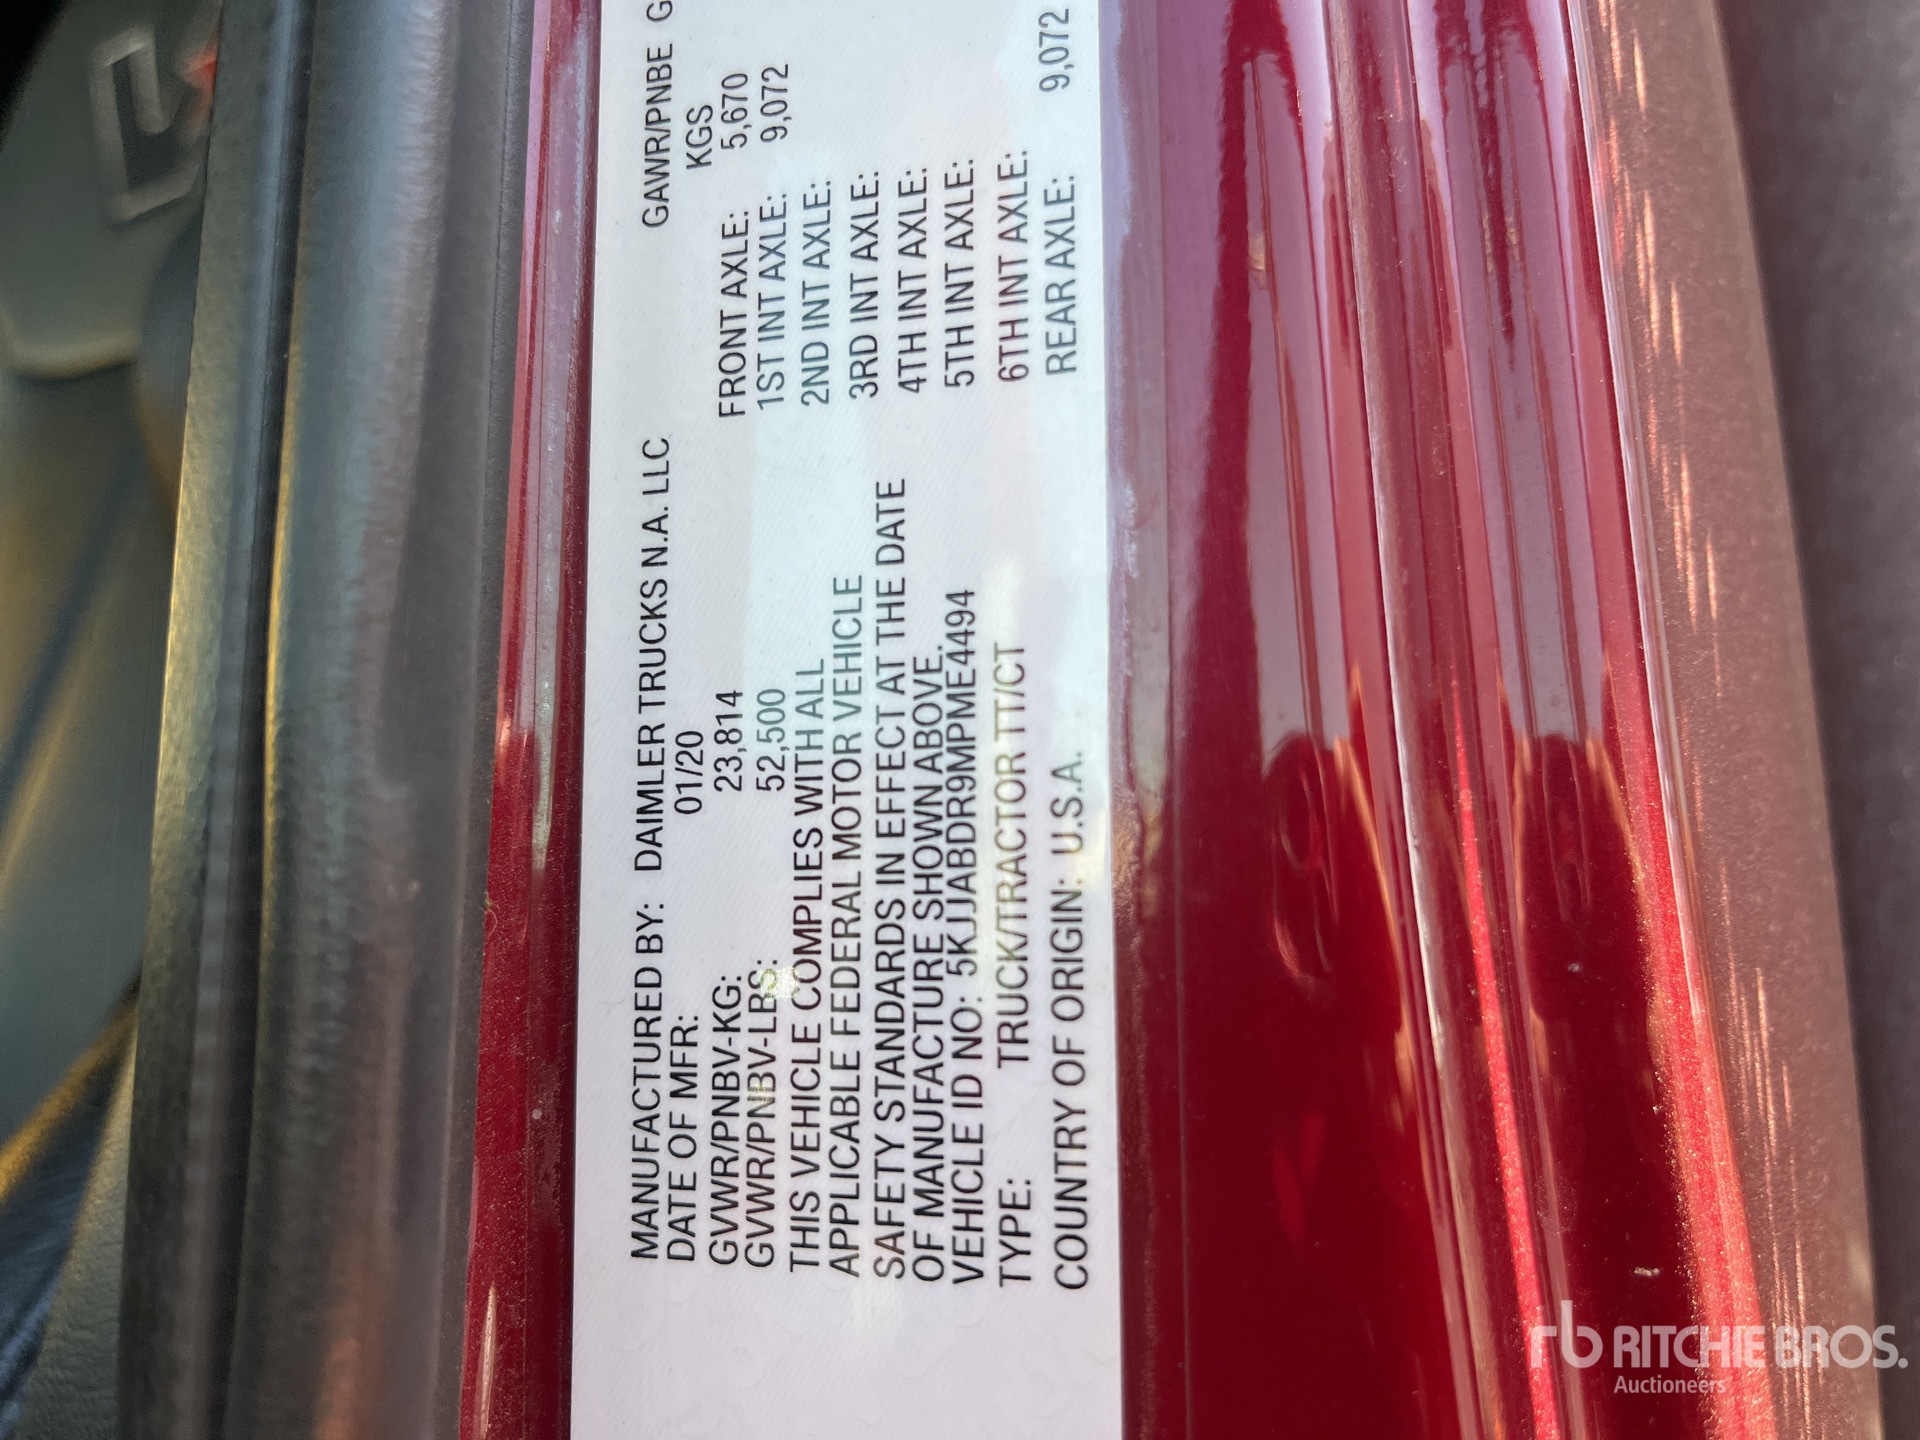 MANUFACTURED BY: DAIMLER TRUCKS N.A. LLC
DATE OF MFR: 01/20
GVWR/PNBV-KG: 23,814
GVWR/PNBV-LBS: 52,500
THIS VEHICLE COMPLIES WITH ALL
APPLICABLE FEDERAL MOTOR VEHICLE
SAFETY STANDARDS IN EFFECT AT THE DATE
OF MANUFACTURE SHOWN ABOVE.
VEHICLE ID NO: 5KJJABDR9MPME4494
TYPE: TRUCK/TRACTOR TT/CT
COUNTRY OF ORIGIN: U.S.A.
GAWR/PNBE G
KGS
FRONT AXLE: 5,670
1ST INT AXLE: 9,072
2ND INT AXLE:
3RD INT AXLE:
4TH INT AXLE:
5TH INT AXLE:
6TH INT AXLE:
REAR AXLE: 9,072
rb RITCHIE BROS.
Auctioneers